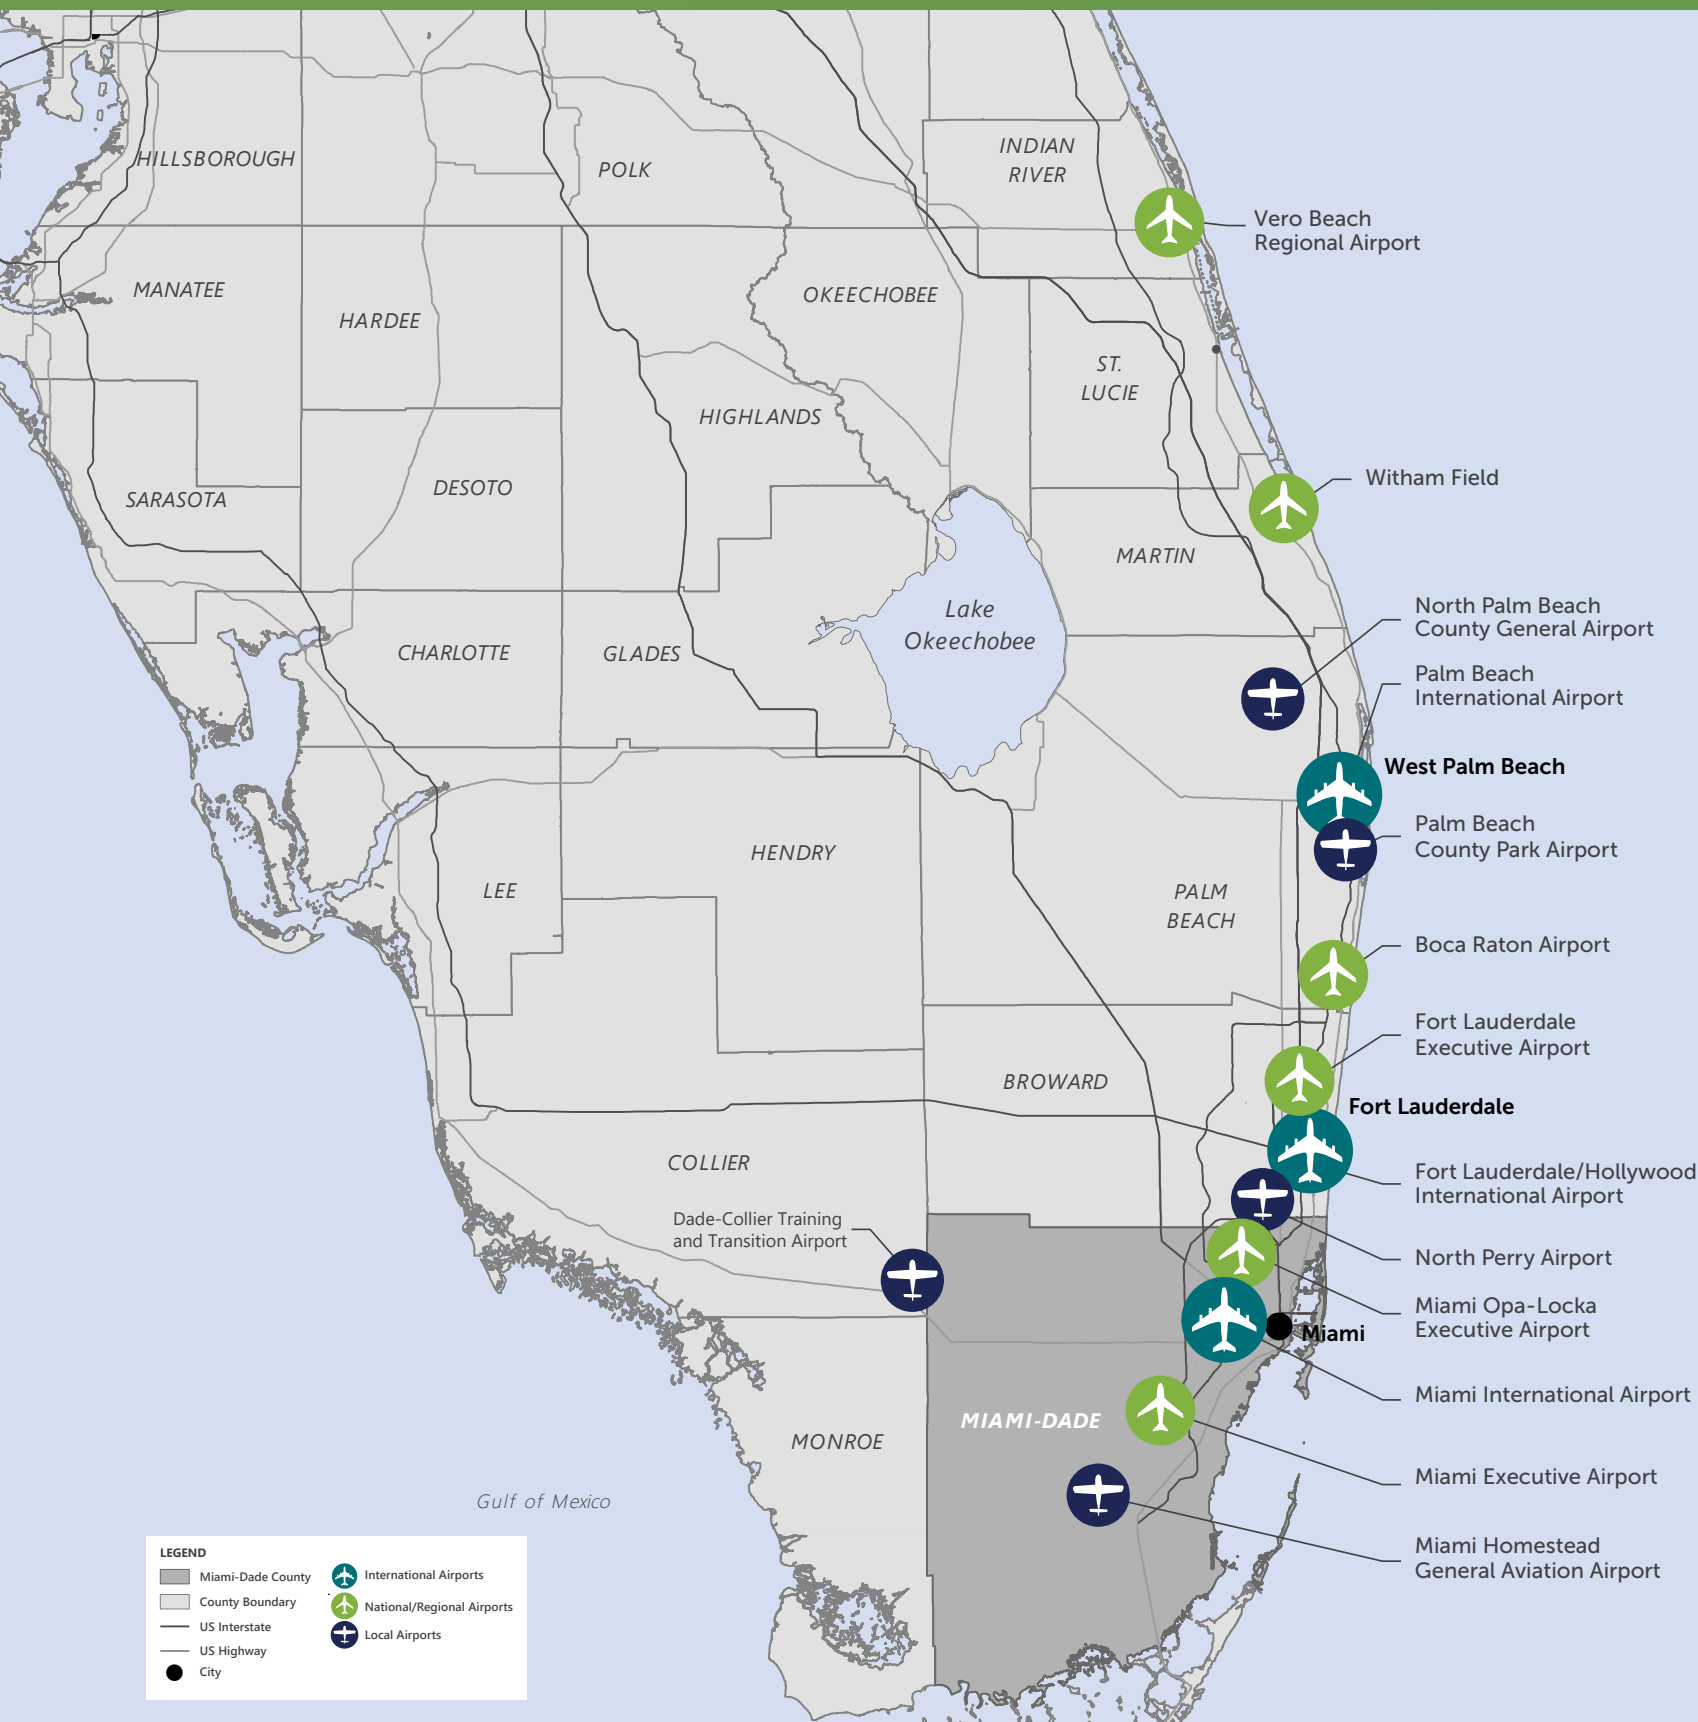 HILLSBOROUGH
POLK
INDIAN
RIVER
Vero Beach
Regional Airport
MANATEE
HARDEE
OKEECHOBEE
ST.
LUCIE
HIGHLANDS
SARASOTA
DESOTO
Witham Field
MARTIN
Lake
Okeechobee
North Palm Beach
County General Airport
CHARLOTTE
GLADES
Palm Beach
International Airport
West Palm Beach
Palm Beach
County Park Airport
HENDRY
LEE
PALM
BEACH
Boca Raton Airport
Fort Lauderdale
Executive Airport
BROWARD
Fort Lauderdale
COLLIER
Fort Lauderdale/Hollywood
International Airport
Dade-Collier Training
and Transition Airport
North Perry Airport
Miami Opa-Locka
Executive Airport
Miami
Miami International Airport
MIAMI-DADE
MONROE
Miami Executive Airport
Gulf of Mexico
Miami Homestead
General Aviation Airport
LEGEND
Miami-Dade County
County Boundary
US Interstate
US Highway
City
International Airports
National/Regional Airports
Local Airports